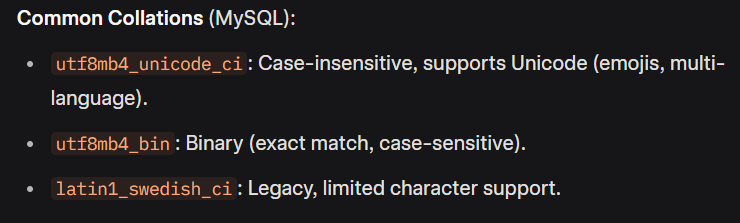 Common Collations (MySQL):
• utf8mb4_unicode_ci: Case-insensitive, supports Unicode (emojis, multi-
language).
• utf8mb4_bin: Binary (exact match, case-sensitive).
• latin1_swedish_ci: Legacy, limited character support.